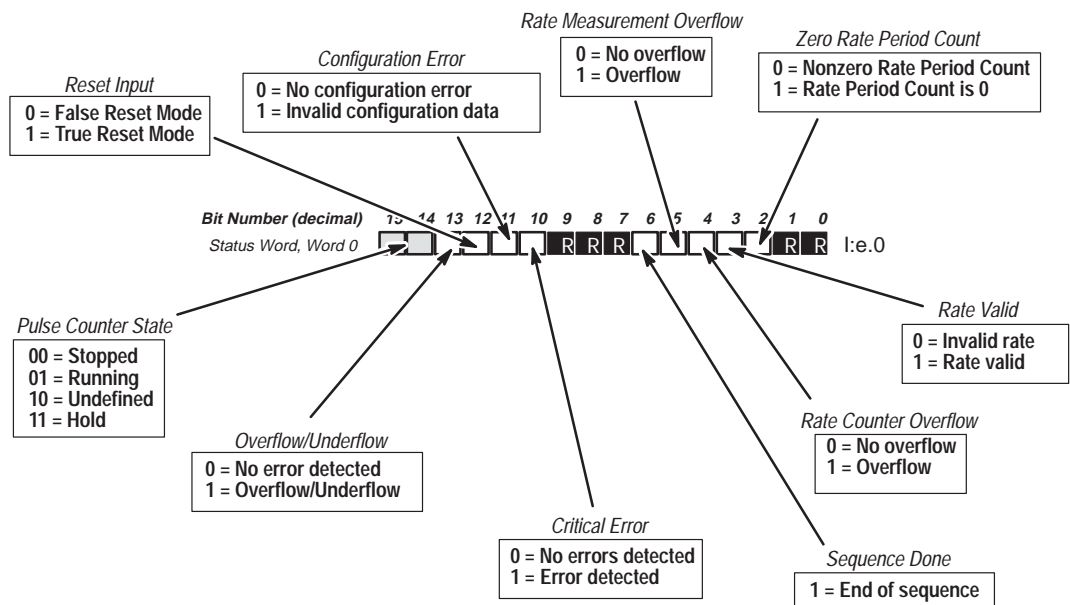 Rate Measurement Overflow
0 = No overflow
1 = Overflow
Zero Rate Period Count
0 = Nonzero Rate Period Count
1 = Rate Period Count is 0
Configuration Error
0 = No configuration error
1 = Invalid configuration data
Reset Input
0 = False Reset Mode
1 = True Reset Mode
Bit Number (decimal) 15 14 13 12 11 10 9 8 7 6 5 4 3 2 1 0
Status Word, Word 0 R R R R R I:e.0
Pulse Counter State
00 = Stopped
01 = Running
10 = Undefined
11 = Hold
Rate Valid
0 = Invalid rate
1 = Rate valid
Overflow/Underflow
0 = No error detected
1 = Overflow/Underflow
Rate Counter Overflow
0 = No overflow
1 = Overflow
Critical Error
0 = No errors detected
1 = Error detected
Sequence Done
1 = End of sequence